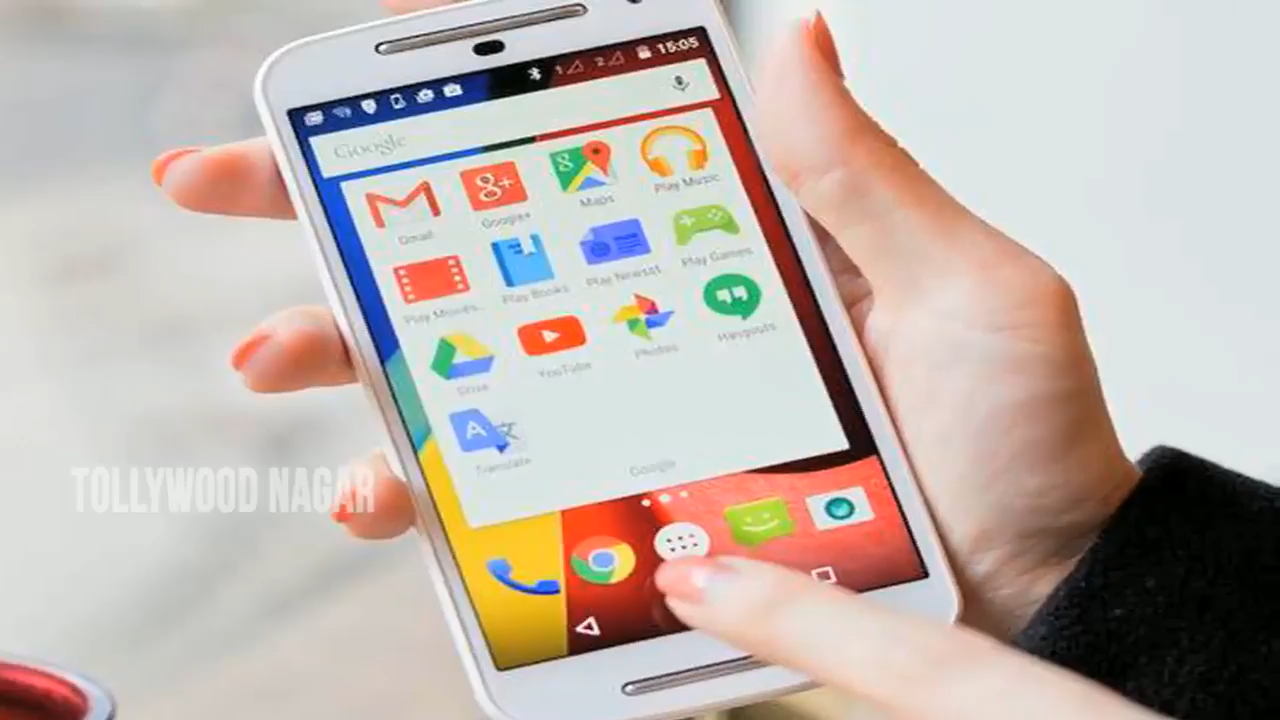 15:05
Google
Gmail
Google+
Maps
Play Music
Play Movies..
Play Books
Play Newsst..
Play Games
Drive
YouTube
Photos
Hangouts
Translate
Google
TOLLYWOOD NAGAR